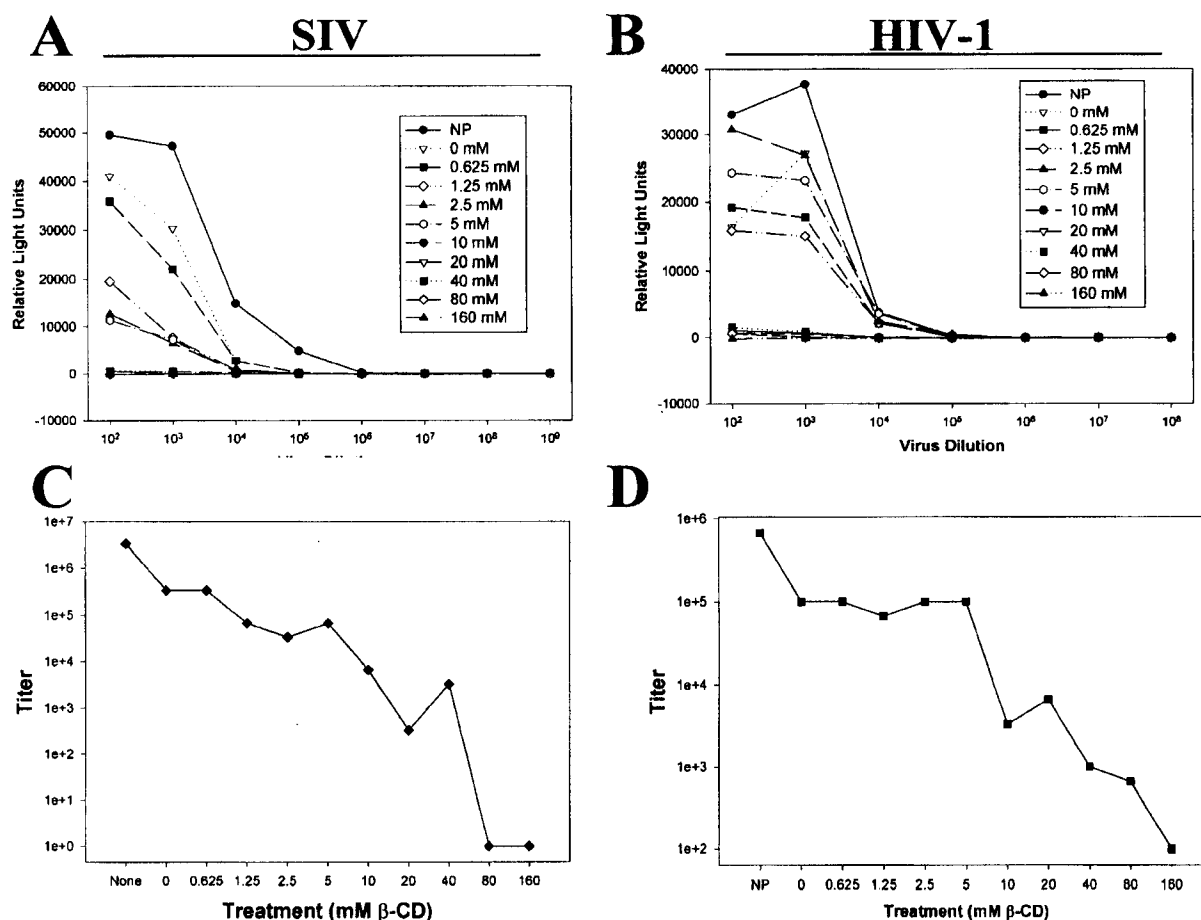 A
SIV
60000
50000
40000
30000
20000
10000
0
-10000
Relative Light Units
NP
0 mM
0.625 mM
1.25 mM
2.5 mM
5 mM
10 mM
20 mM
40 mM
80 mM
160 mM
10² 10³ 10⁴ 10⁵ 10⁶ 10⁷ 10⁸ 10⁹
B
HIV-1
40000
30000
20000
10000
0
-10000
Relative Light Units
NP
0 mM
0.625 mM
1.25 mM
2.5 mM
5 mM
10 mM
20 mM
40 mM
80 mM
160 mM
10² 10³ 10⁴ 10⁵ 10⁶ 10⁷ 10⁸
Virus Dilution
C
1e+7
1e+6
1e+5
1e+4
1e+3
1e+2
1e+1
1e+0
Titer
None 0 0.625 1.25 2.5 5 10 20 40 80 160
Treatment (mM β-CD)
D
1e+6
1e+5
1e+4
1e+3
1e+2
Titer
NP 0 0.625 1.25 2.5 5 10 20 40 80 160
Treatment (mM β-CD)